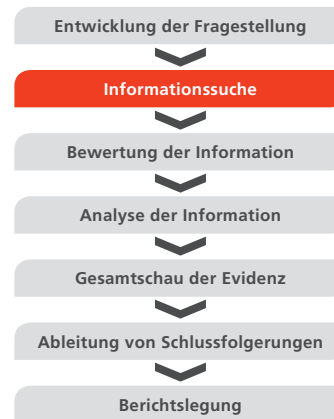 Entwicklung der Fragestellung
Informationssuche
Bewertung der Information
Analyse der Information
Gesamtschau der Evidenz
Ableitung von Schlussfolgerungen
Berichtslegung